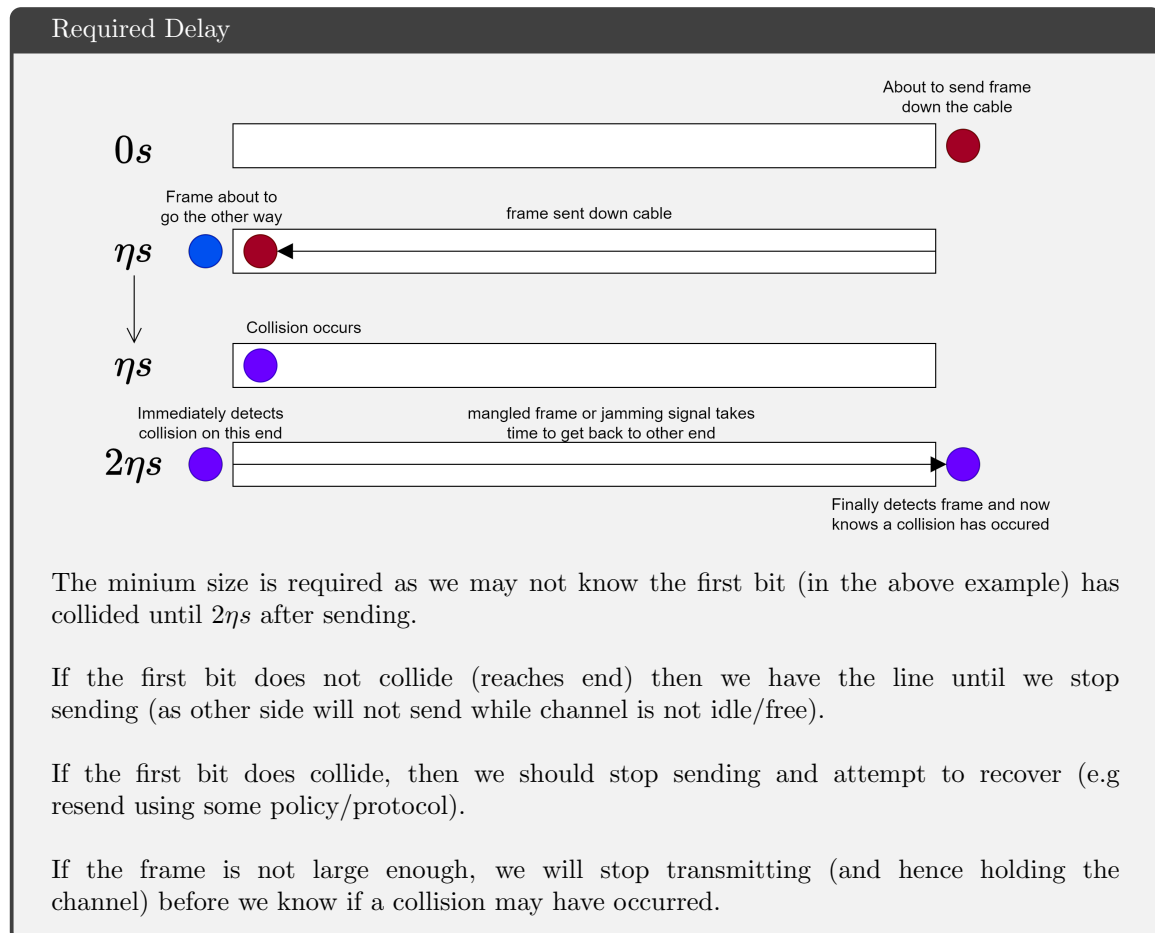 Required Delay
About to send frame
down the cable
0s
Frame about to
go the other way
frame sent down cable
ηs
Collision occurs
ηs
Immediately detects
collision on this end
mangled frame or jamming signal takes
time to get back to other end
2ηs
Finally detects frame and now
knows a collision has occured
The minium size is required as we may not know the first bit (in the above example) has
collided until 2ηs after sending.
If the first bit does not collide (reaches end) then we have the line until we stop
sending (as other side will not send while channel is not idle/free).
If the first bit does collide, then we should stop sending and attempt to recover (e.g
resend using some policy/protocol).
If the frame is not large enough, we will stop transmitting (and hence holding the
channel) before we know if a collision may have occurred.